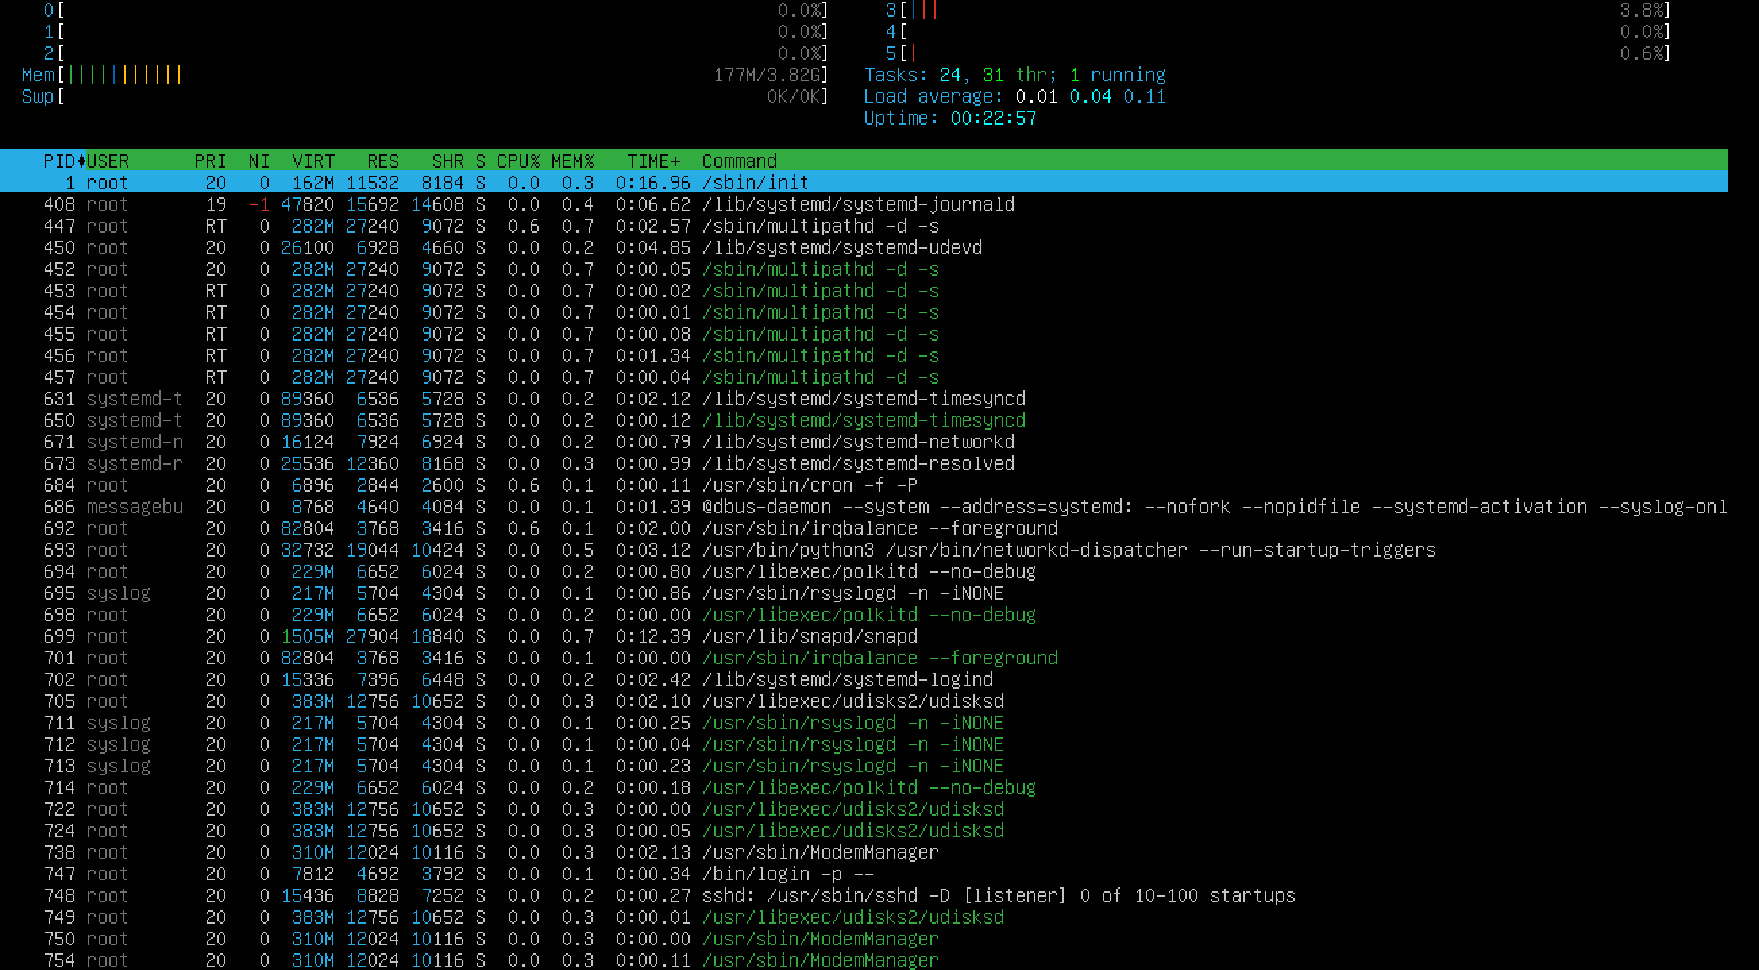 0[ 0.0%] 3[||| 3.8%]
1[ 0.0%] 4[ 0.0%]
2[ 0.0%] 5[| 0.6%]
Mem[||||||||||| 177M/3.82G] Tasks: 24, 31 thr; 1 running
Swp[ 0K/0K] Load average: 0.01 0.04 0.11
Uptime: 00:22:57
PID♦USER PRI NI VIRT RES SHR S CPU% MEM% TIME+ Command
1 root 20 0 162M 11532 8184 S 0.0 0.3 0:16.96 /sbin/init
408 root 19 -1 47820 15692 14608 S 0.0 0.4 0:06.62 /lib/systemd/systemd-journald
447 root RT 0 282M 27240 9072 S 0.6 0.7 0:02.57 /sbin/multipathd -d -s
450 root 20 0 26100 6928 4660 S 0.0 0.2 0:04.85 /lib/systemd/systemd-udevd
452 root 20 0 282M 27240 9072 S 0.0 0.7 0:00.05 /sbin/multipathd -d -s
453 root RT 0 282M 27240 9072 S 0.0 0.7 0:00.02 /sbin/multipathd -d -s
454 root RT 0 282M 27240 9072 S 0.0 0.7 0:00.01 /sbin/multipathd -d -s
455 root RT 0 282M 27240 9072 S 0.0 0.7 0:00.08 /sbin/multipathd -d -s
456 root RT 0 282M 27240 9072 S 0.0 0.7 0:01.34 /sbin/multipathd -d -s
457 root RT 0 282M 27240 9072 S 0.0 0.7 0:00.04 /sbin/multipathd -d -s
631 systemd-t 20 0 89360 6536 5728 S 0.0 0.2 0:02.12 /lib/systemd/systemd-timesyncd
650 systemd-t 20 0 89360 6536 5728 S 0.0 0.2 0:00.12 /lib/systemd/systemd-timesyncd
671 systemd-n 20 0 16124 7924 6924 S 0.0 0.2 0:00.79 /lib/systemd/systemd-networkd
673 systemd-r 20 0 25536 12360 8168 S 0.0 0.3 0:00.99 /lib/systemd/systemd-resolved
684 root 20 0 6896 2844 2600 S 0.6 0.1 0:00.11 /usr/sbin/cron -f -P
686 messagebu 20 0 8768 4640 4084 S 0.0 0.1 0:01.39 @dbus-daemon --system --address=systemd: --nofork --nopidfile --systemd-activation --syslog-onl
692 root 20 0 82804 3768 3416 S 0.6 0.1 0:02.00 /usr/sbin/irqbalance --foreground
693 root 20 0 32732 19044 10424 S 0.0 0.5 0:03.12 /usr/bin/python3 /usr/bin/networkd-dispatcher --run-startup-triggers
694 root 20 0 229M 6652 6024 S 0.0 0.2 0:00.80 /usr/libexec/polkitd --no-debug
695 syslog 20 0 217M 5704 4304 S 0.0 0.1 0:00.86 /usr/sbin/rsyslogd -n -iNONE
698 root 20 0 229M 6652 6024 S 0.0 0.2 0:00.00 /usr/libexec/polkitd --no-debug
699 root 20 0 1505M 27904 18840 S 0.0 0.7 0:12.39 /usr/lib/snapd/snapd
701 root 20 0 82804 3768 3416 S 0.0 0.1 0:00.00 /usr/sbin/irqbalance --foreground
702 root 20 0 15336 7396 6448 S 0.0 0.2 0:02.42 /lib/systemd/systemd-logind
705 root 20 0 383M 12756 10652 S 0.0 0.3 0:02.10 /usr/libexec/udisks2/udisksd
711 syslog 20 0 217M 5704 4304 S 0.0 0.1 0:00.25 /usr/sbin/rsyslogd -n -iNONE
712 syslog 20 0 217M 5704 4304 S 0.0 0.1 0:00.04 /usr/sbin/rsyslogd -n -iNONE
713 syslog 20 0 217M 5704 4304 S 0.0 0.1 0:00.23 /usr/sbin/rsyslogd -n -iNONE
714 root 20 0 229M 6652 6024 S 0.0 0.2 0:00.18 /usr/libexec/polkitd --no-debug
722 root 20 0 383M 12756 10652 S 0.0 0.3 0:00.00 /usr/libexec/udisks2/udisksd
724 root 20 0 383M 12756 10652 S 0.0 0.3 0:00.05 /usr/libexec/udisks2/udisksd
738 root 20 0 310M 12024 10116 S 0.0 0.3 0:02.13 /usr/sbin/ModemManager
747 root 20 0 7812 4692 3792 S 0.0 0.1 0:00.34 /bin/login -p --
748 root 20 0 15436 8828 7252 S 0.0 0.2 0:00.27 sshd: /usr/sbin/sshd -D [listener] 0 of 10-100 startups
749 root 20 0 383M 12756 10652 S 0.0 0.3 0:00.01 /usr/libexec/udisks2/udisksd
750 root 20 0 310M 12024 10116 S 0.0 0.3 0:00.00 /usr/sbin/ModemManager
754 root 20 0 310M 12024 10116 S 0.0 0.3 0:00.11 /usr/sbin/ModemManager